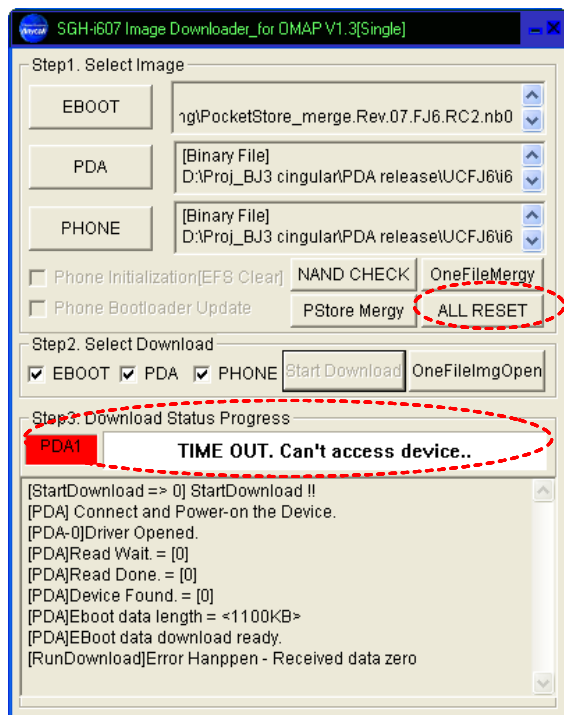 Anycall
SGH-i607 Image Downloader_for OMAP V1.3[Single]
Step1. Select Image
EBOOT
ng\PocketStore_merge.Rev.07.FJ6.RC2.nb0
PDA
[Binary File]
D:\Proj_BJ3 cingular\PDA release\UCFJ6\i6
PHONE
[Binary File]
D:\Proj_BJ3 cingular\PDA release\UCFJ6\i6
Phone Initialization[EFS Clear]
NAND CHECK
OneFileMergy
Phone Bootloader Update
PStore Mergy
ALL RESET
Step2. Select Download
EBOOT
PDA
PHONE
Start Download
OneFileImgOpen
Step3. Download Status Progress
PDA1
TIME OUT. Can't access device..
[StartDownload => 0] StartDownload !!
[PDA] Connect and Power-on the Device.
[PDA-0]Driver Opened.
[PDA]Read Wait. = [0]
[PDA]Read Done. = [0]
[PDA]Device Found. = [0]
[PDA]Eboot data length = <1100KB>
[PDA]EBoot data download ready.
[RunDownload]Error Hanppen - Received data zero